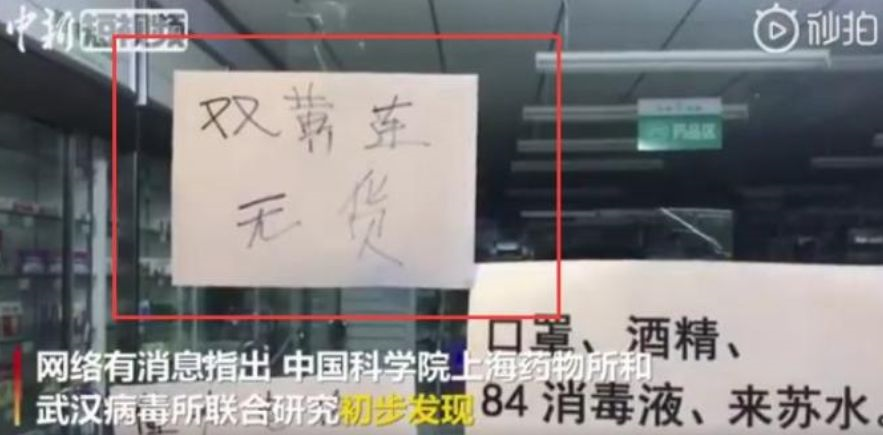 中新短视频
秒拍
双黄连
无货
药品区
口罩、酒精、
84消毒液、来苏水。
网络有消息指出 中国科学院上海药物所和
武汉病毒所联合研究初步发现